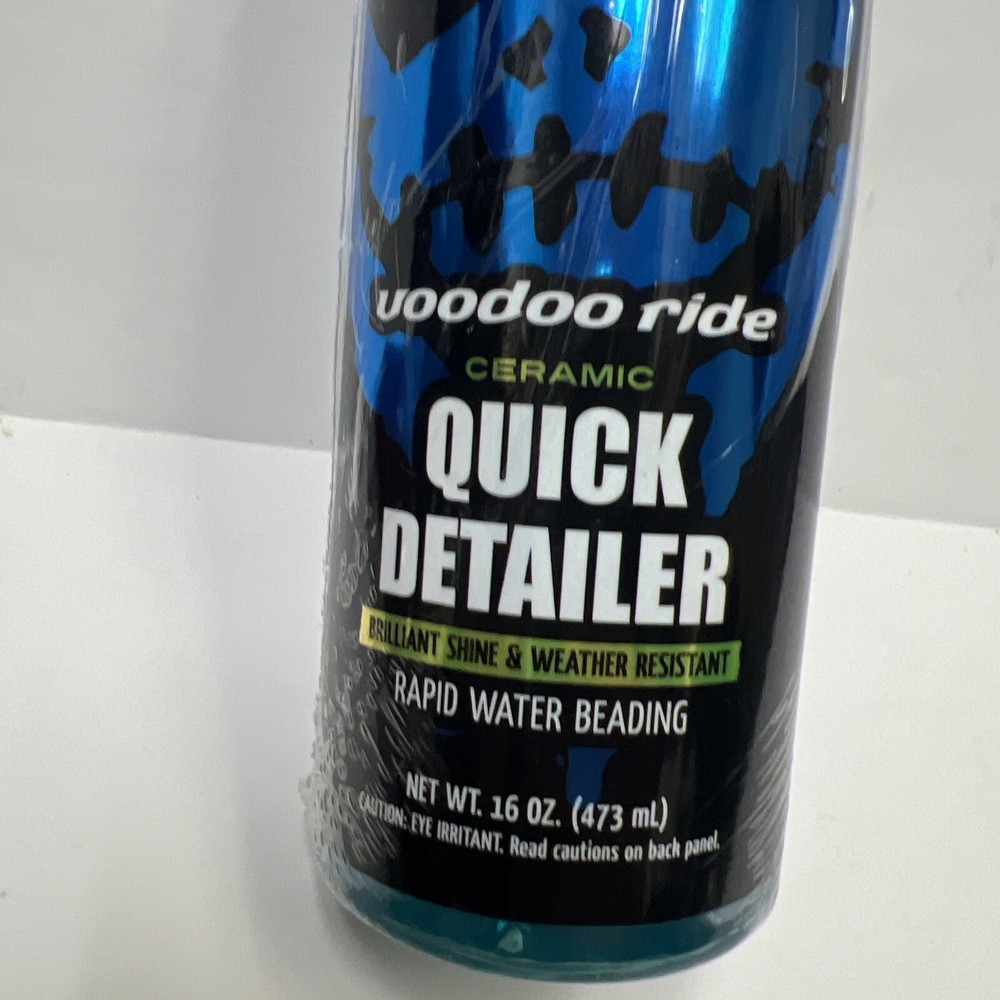 voodoo ride
CERAMIC
QUICK
DETAILER
BRILLIANT SHINE & WEATHER RESISTANT
RAPID WATER BEADING
NET WT. 16 OZ. (473 mL)
CAUTION: EYE IRRITANT. Read cautions on back panel.